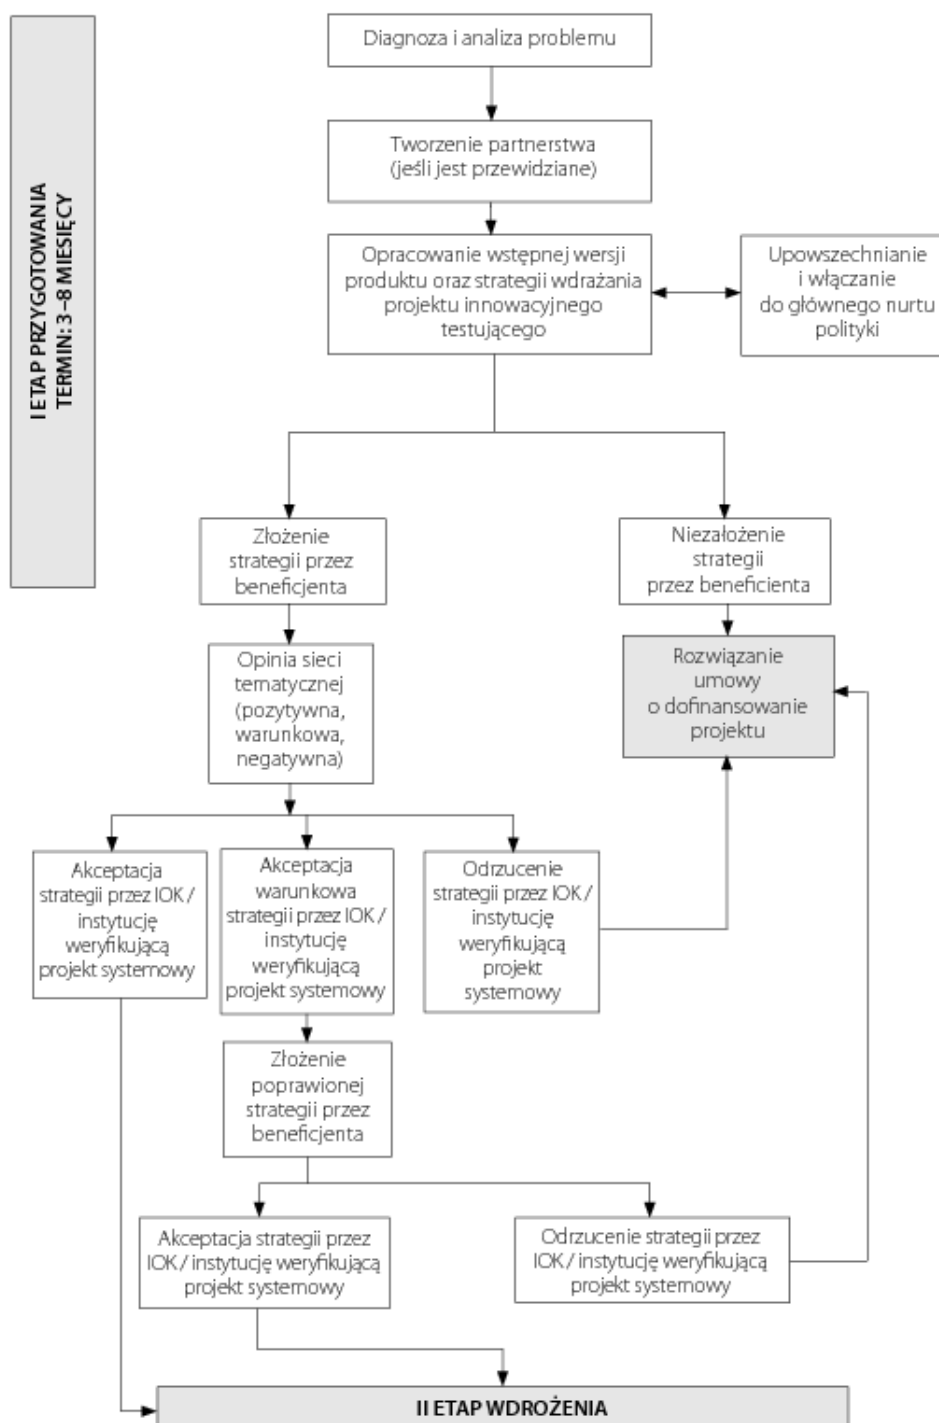 I ETAP PRZYGOTOWANIA
TERMIN: 3–8 MIESIĘCY
Diagnoza i analiza problemu
Tworzenie partnerstwa
(jeśli jest przewidziane)
Opracowanie wstępnej wersji
produktu oraz strategii wdrażania
projektu innowacyjnego
testującego
Upowszechnianie
i włączanie
do głównego nurtu
polityki
Złożenie
strategii przez
beneficjenta
Niezałożenie
strategii
przez beneficienta
Opinia sieci
tematycznej
(pozytywna,
warunkowa,
negatywna)
Rozwiązanie
umowy
o dofinansowanie
projektu
Akceptacja
strategii przez IOK /
instytucję
weryfikującą
projekt systemowy
Akceptacja
warunkowa
strategii przez IOK /
instytucję
weryfikującą
projekt systemowy
Odrzucenie
strategii przez IOK /
instytucję
weryfikującą
projekt
systemowy
Złożenie
poprawionej
strategii przez
beneficjenta
Akceptacja strategii przez
IOK / instytucję weryfikującą
projekt systemowy
Odrzucenie strategii przez
IOK / instytucję weryfikującą
projekt systemowy
II ETAP WDROŻENIA